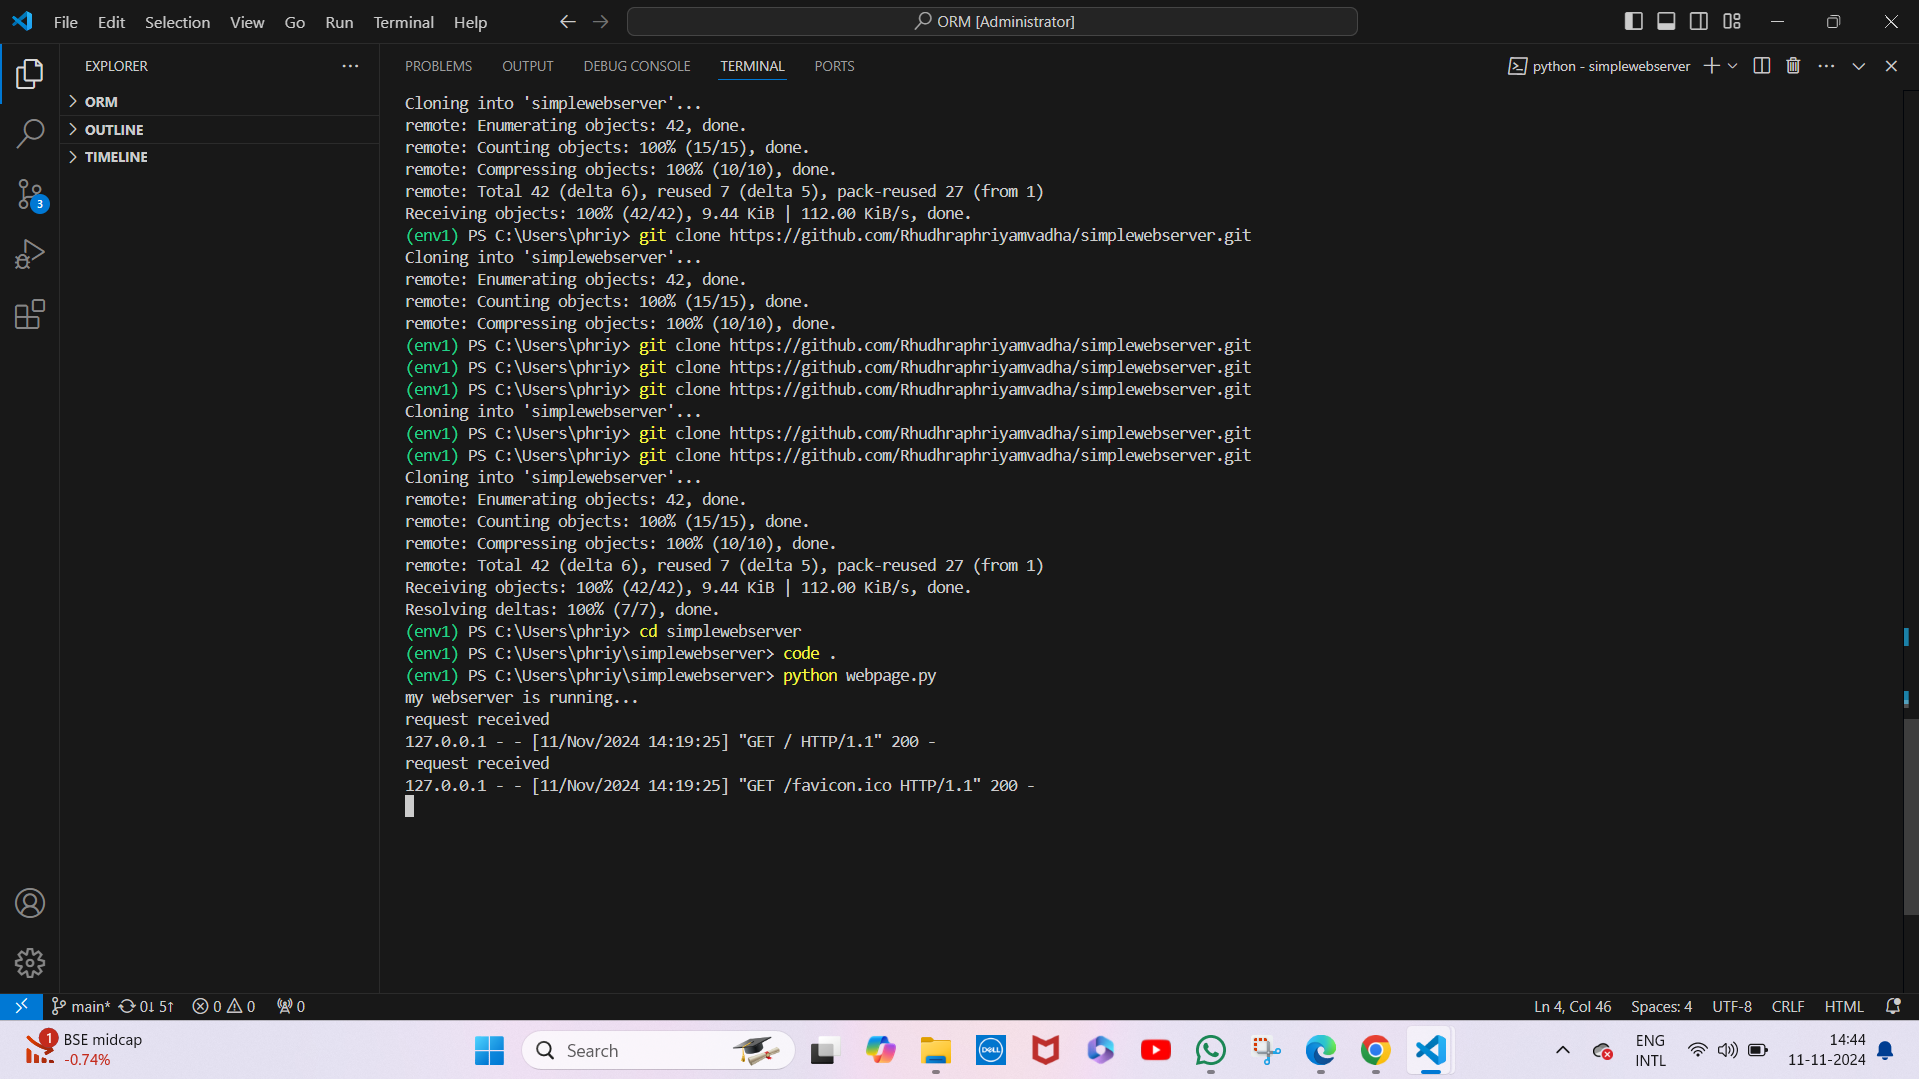 File Edit Selection View Go Run Terminal Help
ORM [Administrator]
EXPLORER
ORM
OUTLINE
TIMELINE
3
PROBLEMS OUTPUT DEBUG CONSOLE TERMINAL PORTS
python - simplewebserver
Cloning into 'simplewebserver'...
remote: Enumerating objects: 42, done.
remote: Counting objects: 100% (15/15), done.
remote: Compressing objects: 100% (10/10), done.
remote: Total 42 (delta 6), reused 7 (delta 5), pack-reused 27 (from 1)
Receiving objects: 100% (42/42), 9.44 KiB | 112.00 KiB/s, done.
(env1) PS C:\Users\phriy> git clone https://github.com/Rhudhraphriyamvadha/simplewebserver.git
Cloning into 'simplewebserver'...
remote: Enumerating objects: 42, done.
remote: Counting objects: 100% (15/15), done.
remote: Compressing objects: 100% (10/10), done.
(env1) PS C:\Users\phriy> git clone https://github.com/Rhudhraphriyamvadha/simplewebserver.git
(env1) PS C:\Users\phriy> git clone https://github.com/Rhudhraphriyamvadha/simplewebserver.git
(env1) PS C:\Users\phriy> git clone https://github.com/Rhudhraphriyamvadha/simplewebserver.git
Cloning into 'simplewebserver'...
(env1) PS C:\Users\phriy> git clone https://github.com/Rhudhraphriyamvadha/simplewebserver.git
(env1) PS C:\Users\phriy> git clone https://github.com/Rhudhraphriyamvadha/simplewebserver.git
Cloning into 'simplewebserver'...
remote: Enumerating objects: 42, done.
remote: Counting objects: 100% (15/15), done.
remote: Compressing objects: 100% (10/10), done.
remote: Total 42 (delta 6), reused 7 (delta 5), pack-reused 27 (from 1)
Receiving objects: 100% (42/42), 9.44 KiB | 112.00 KiB/s, done.
Resolving deltas: 100% (7/7), done.
(env1) PS C:\Users\phriy> cd simplewebserver
(env1) PS C:\Users\phriy\simplewebserver> code .
(env1) PS C:\Users\phriy\simplewebserver> python webpage.py
my webserver is running...
request received
127.0.0.1 - - [11/Nov/2024 14:19:25] "GET / HTTP/1.1" 200 -
request received
127.0.0.1 - - [11/Nov/2024 14:19:25] "GET /favicon.ico HTTP/1.1" 200 -
main* 0↓ 5↑ 0 0 0
Ln 4, Col 46 Spaces: 4 UTF-8 CRLF HTML
1
BSE midcap
-0.74%
Search
DELL
ENG
INTL
14:44
11-11-2024